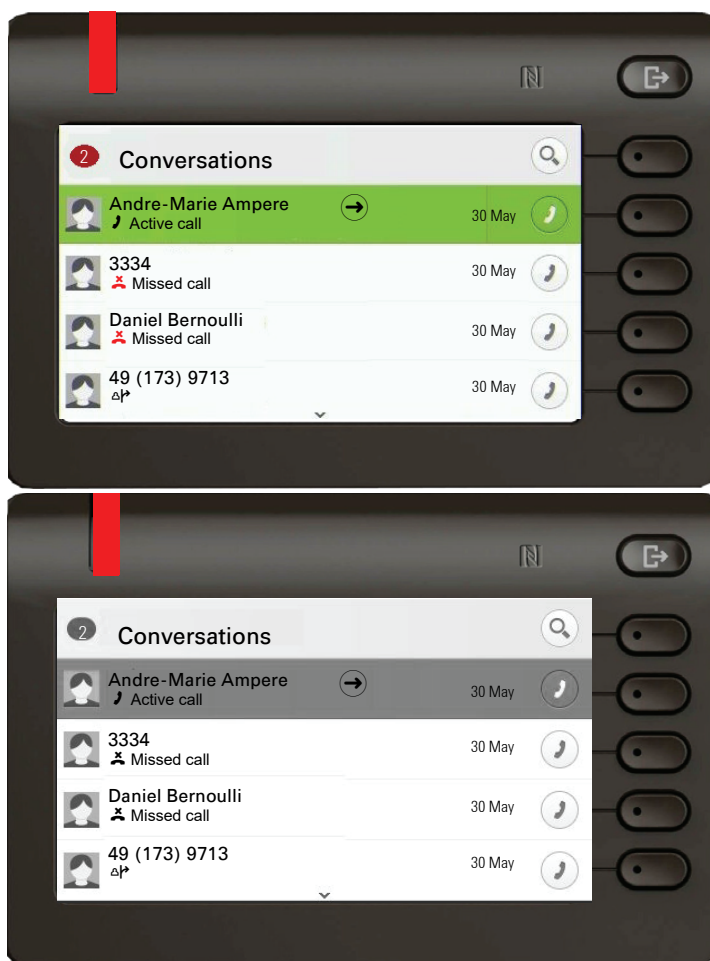 2 Conversations
Andre-Marie Ampere
Active call 30 May
3334
Missed call 30 May
Daniel Bernoulli
Missed call 30 May
49 (173) 9713
30 May
2 Conversations
Andre-Marie Ampere
Active call 30 May
3334
Missed call 30 May
Daniel Bernoulli
Missed call 30 May
49 (173) 9713
30 May